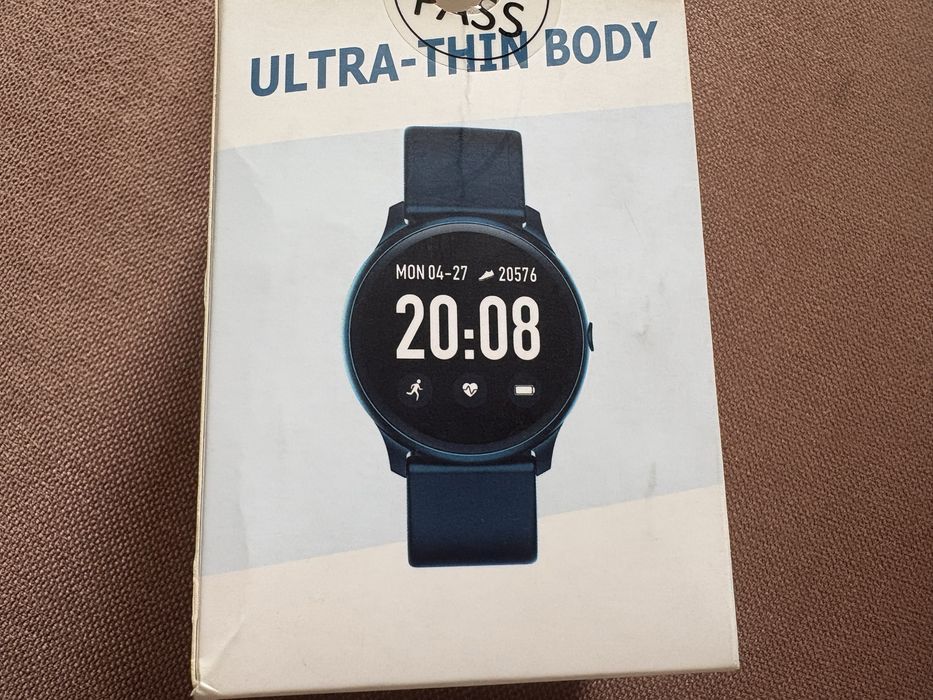 PASS
ULTRA-THIN BODY
MON 04-27 20576
20:08